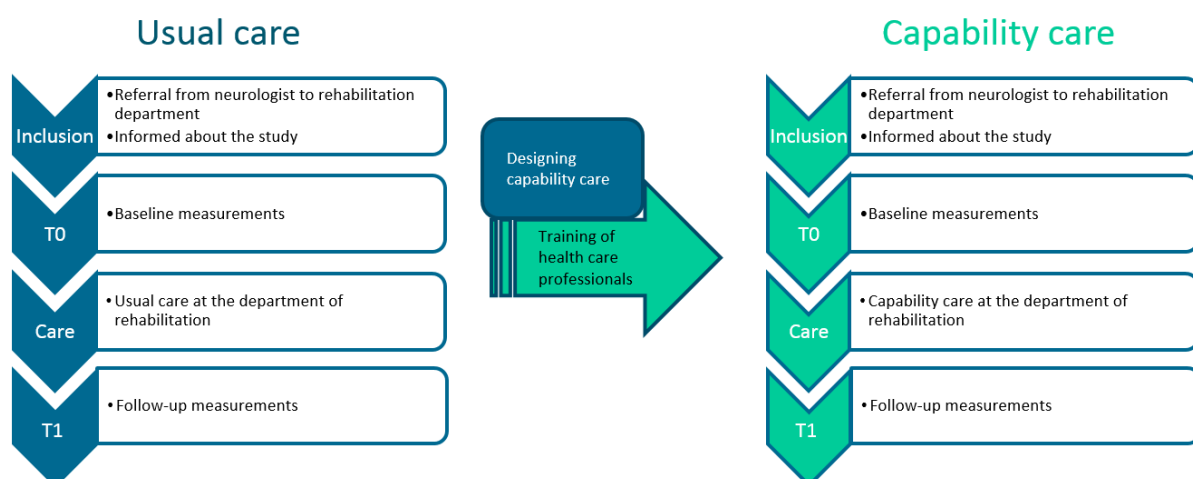 Usual care
Inclusion
•Referral from neurologist to rehabilitation
department
•Informed about the study
T0
•Baseline measurements
Care
•Usual care at the department of
rehabilitation
T1
•Follow-up measurements
Designing
capability care
Training of
health care
professionals
Capability care
Inclusion
•Referral from neurologist to rehabilitation
department
•Informed about the study
T0
•Baseline measurements
Care
•Capability care at the department of
rehabilitation
T1
•Follow-up measurements